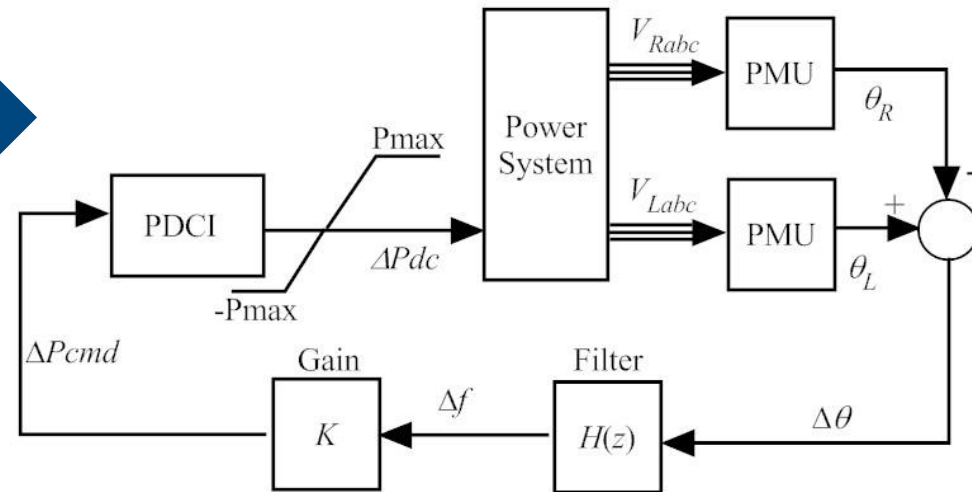 V_Rabc
PMU
θ_R
-
Power
System
Pmax
PDCI
ΔPdc
-Pmax
V_Labc
PMU
+
θ_L
ΔPcmd
Gain
K
Δf
Filter
H(z)
Δθ